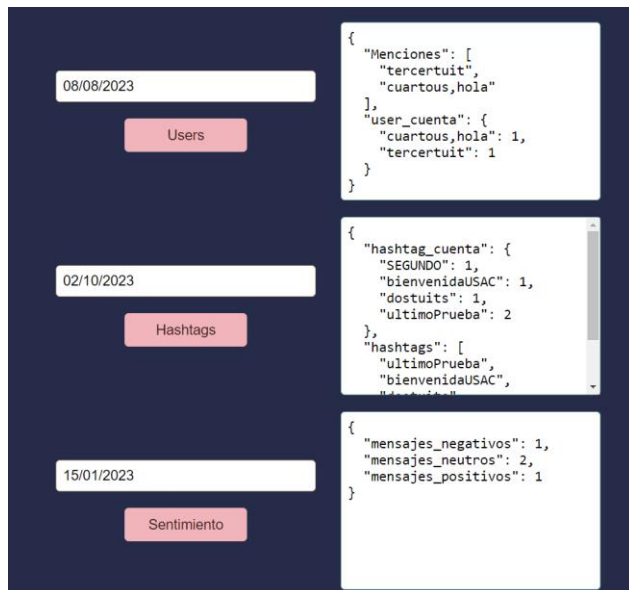 08/08/2023
Users
{
  "Menciones": [
    "tercertuit",
    "cuartous,hola"
  ],
  "user_cuenta": {
    "cuartous,hola": 1,
    "tercertuit": 1
  }
}
02/10/2023
Hashtags
{
  "hashtag_cuenta": {
    "SEGUNDO": 1,
    "bienvenidaUSAC": 1,
    "dostuits": 1,
    "ultimoPrueba": 2
  },
  "hashtags": [
    "ultimoPrueba",
    "bienvenidaUSAC",
15/01/2023
Sentimiento
{
  "mensajes_negativos": 1,
  "mensajes_neutros": 2,
  "mensajes_positivos": 1
}